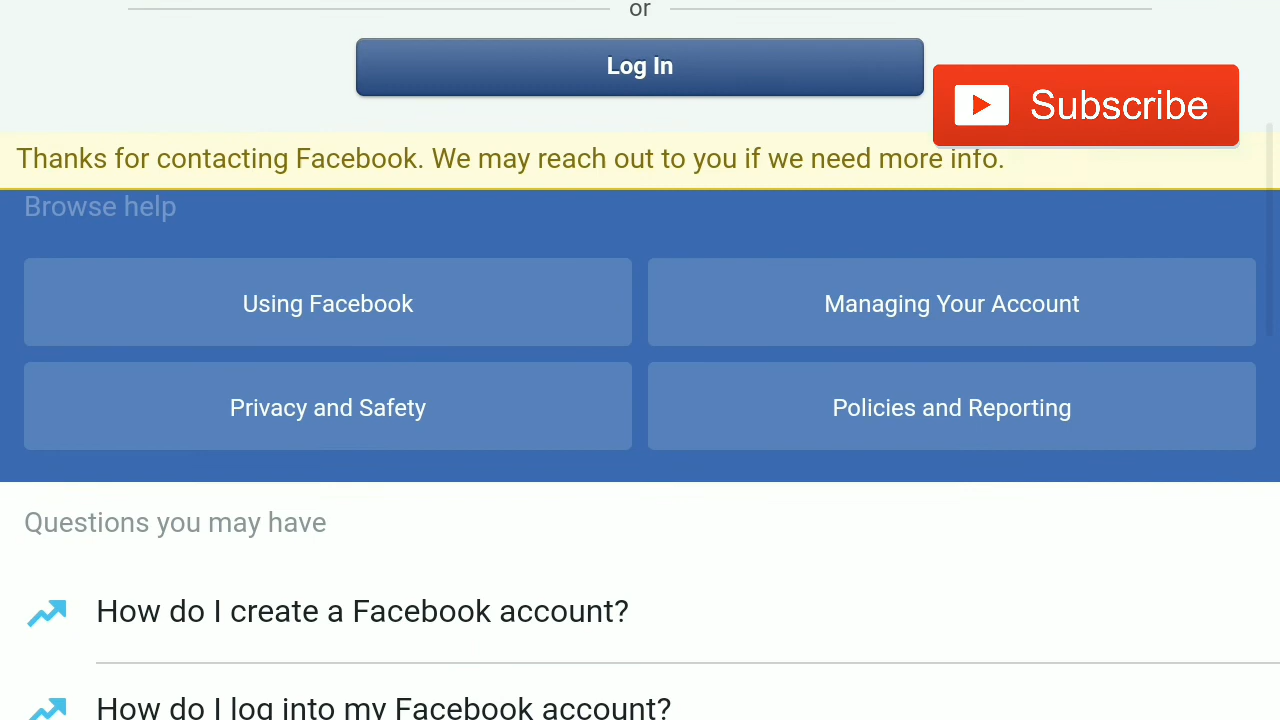 or
Log In
Subscribe
Thanks for contacting Facebook. We may reach out to you if we need more info.
Browse help
Using Facebook
Managing Your Account
Privacy and Safety
Policies and Reporting
Questions you may have
How do I create a Facebook account?
How do I log into my Facebook account?